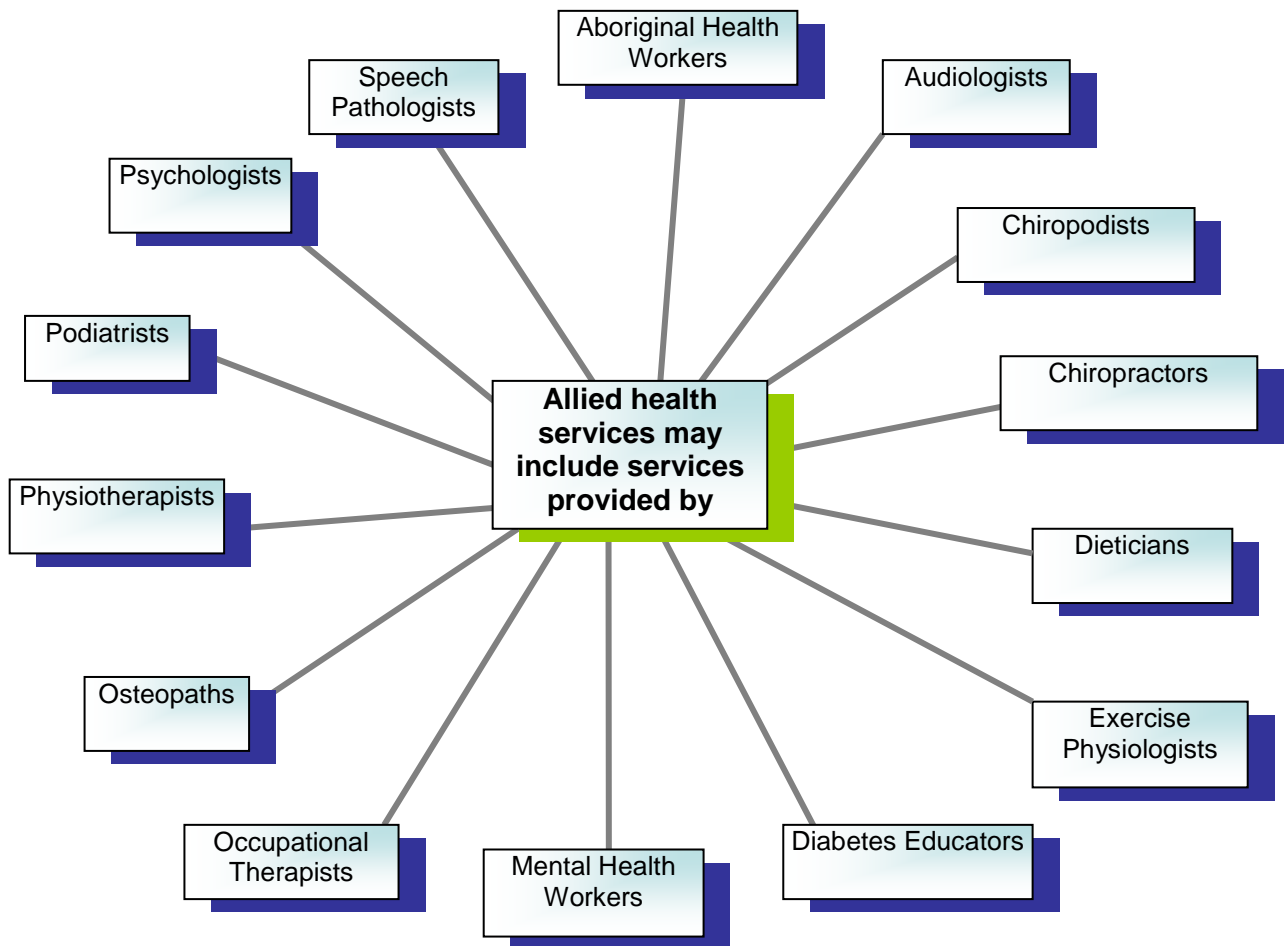 Aboriginal Health
Workers
Speech
Pathologists
Audiologists
Psychologists
Chiropodists
Podiatrists
Chiropractors
Allied health
services may
include services
provided by
Physiotherapists
Dieticians
Osteopaths
Exercise
Physiologists
Occupational
Therapists
Mental Health
Workers
Diabetes Educators